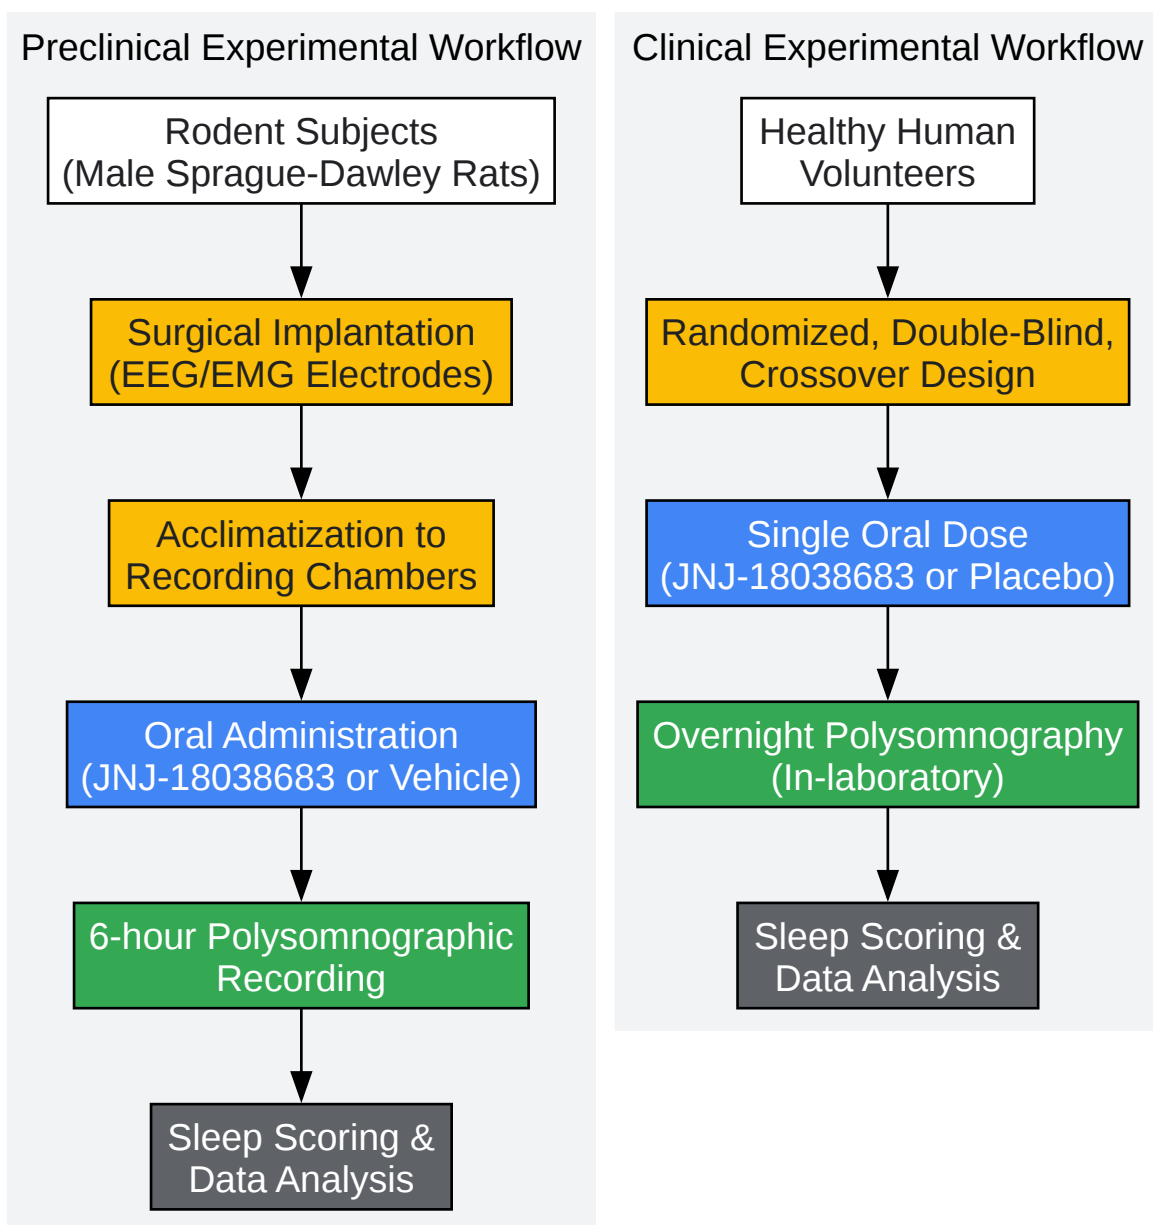 Preclinical Experimental Workflow
Rodent Subjects
(Male Sprague-Dawley Rats)
Surgical Implantation
(EEG/EMG Electrodes)
Acclimatization to
Recording Chambers
Oral Administration
(JNJ-18038683 or Vehicle)
6-hour Polysomnographic
Recording
Sleep Scoring &
Data Analysis
Clinical Experimental Workflow
Healthy Human
Volunteers
Randomized, Double-Blind,
Crossover Design
Single Oral Dose
(JNJ-18038683 or Placebo)
Overnight Polysomnography
(In-laboratory)
Sleep Scoring &
Data Analysis